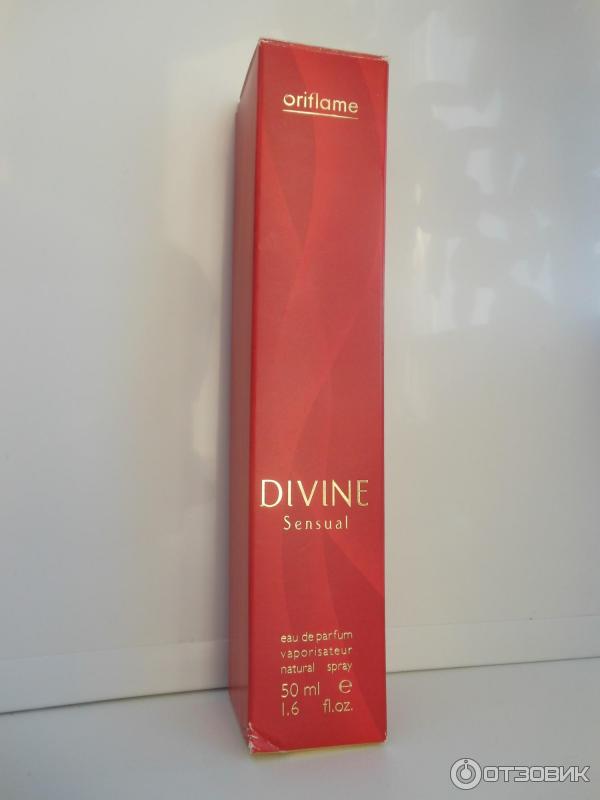 oriflame
DIVINE
Sensual
eau de parfum
vaporisateur
natural spray
50 ml ℮
1.6 fl.oz.
ОТЗОВИК